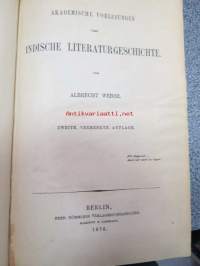 AKADEMISCHE VORLESUNGEN
ÜBER
INDISCHE LITERATURGESCHICHTE.
VON
ALBRECHT WEBER.
ZWEITE, VERMEHRTE, AUFLAGE.
BERLIN,
FERD. DÜMMLERS VERLAGSBUCHHANDLUNG.
1876.